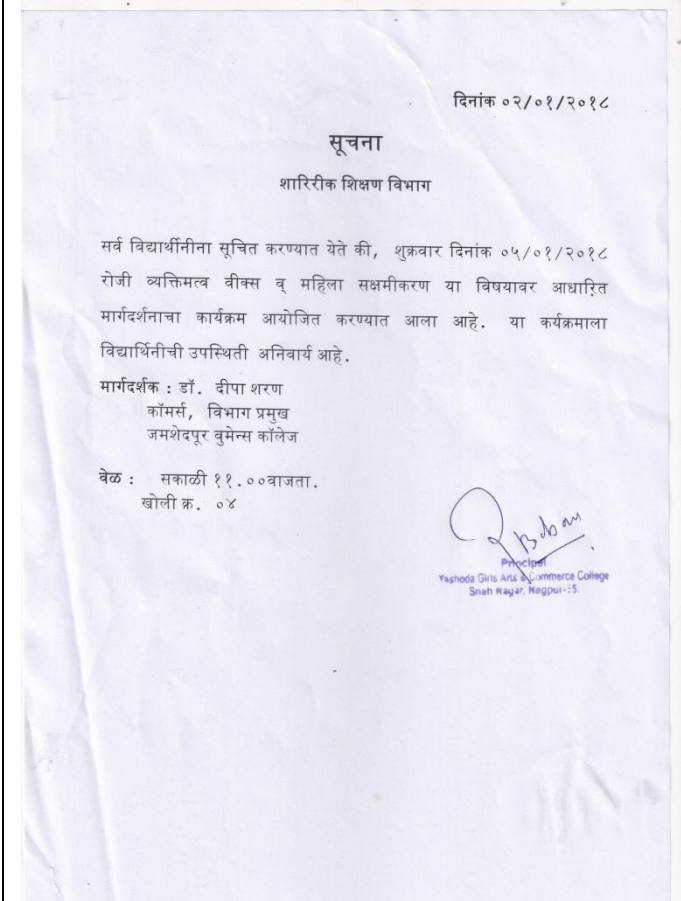 दिनांक ०२/०१/२०१८
सूचना
शारिरीक शिक्षण विभाग
सर्व विद्यार्थीनीना सूचित करण्यात येते की, शुक्रवार दिनांक ०५/०१/२०१८
रोजी व्यक्तिमत्व वीक्स व् महिला सक्षमीकरण या विषयावर आधारित
मार्गदर्शनाचा कार्यक्रम आयोजित करण्यात आला आहे. या कर्यक्रमाला
विद्यार्थिनीची उपस्थिती अनिवार्य आहे.
मार्गदर्शक : डॉ. दीपा शरण
कॉमर्स, विभाग प्रमुख
जमशेदपूर वुमेन्स कॉलेज
वेळ : सकाळी ११.००वाजता.
खोली क्र. ०४
Principal
Yashoda Girls Arts & Commerce College
Sneh Nagar, Nagpur-15.